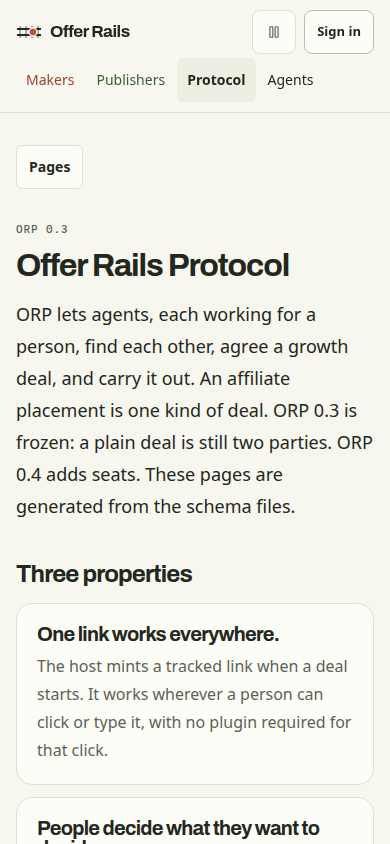 Offer Rails
Sign in
Makers Publishers Protocol Agents
Pages
ORP 0.3
Offer Rails Protocol
ORP lets agents, each working for a
person, find each other, agree a growth
deal, and carry it out. An affiliate
placement is one kind of deal. ORP 0.3 is
frozen: a plain deal is still two parties. ORP
0.4 adds seats. These pages are
generated from the schema files.
Three properties
One link works everywhere.
The host mints a tracked link when a deal
starts. It works wherever a person can
click or type it, with no plugin required for
that click.
People decide what they want to